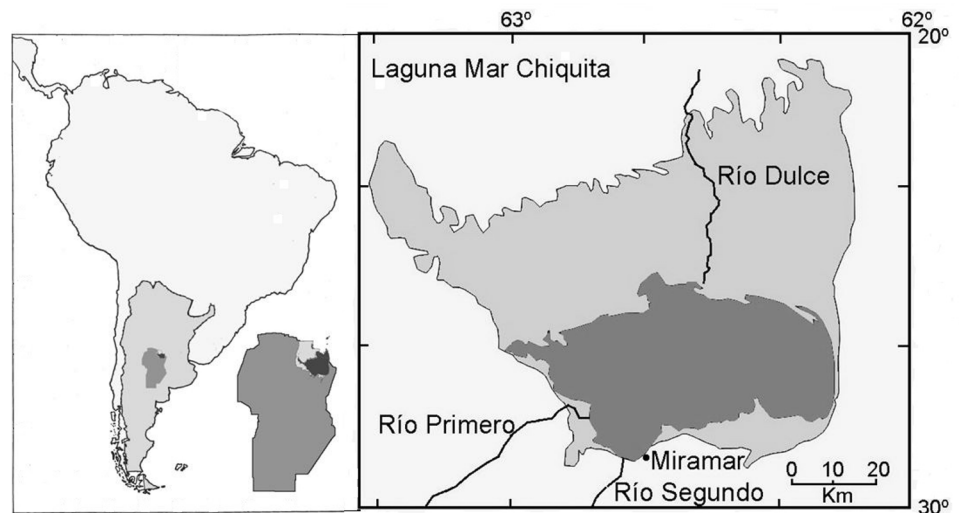 63º
62º
20º
Laguna Mar Chiquita
Río Dulce
Río Primero
Miramar
Río Segundo
0 10 20
Km
30º